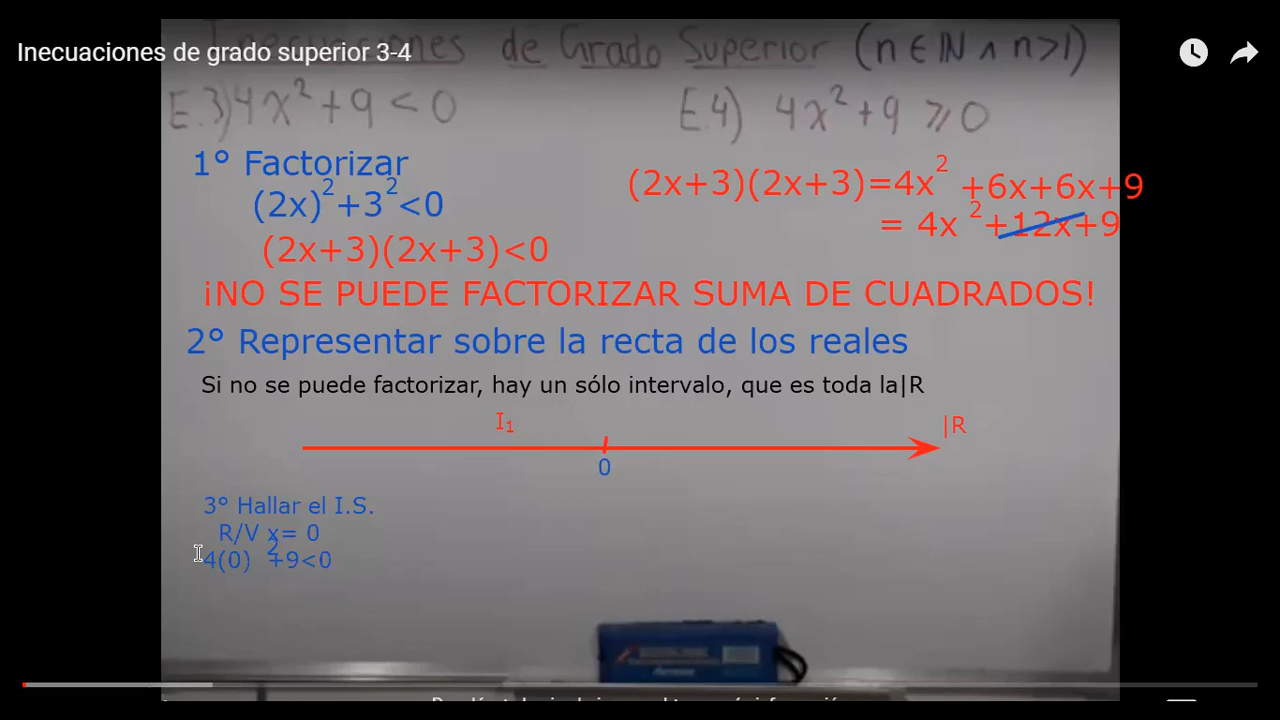 Inecuaciones de grado superior 3-4
Inecuaciones de Grado Superior (n ∈ ℕ ∧ n>1)
E.3) 4x² + 9 < 0
E.4) 4x² + 9 ⩾ 0
1° Factorizar
(2x)²+3²<0
(2x+3)(2x+3)<0
(2x+3)(2x+3)=4x²+6x+6x+9
= 4x²+12x+9
¡NO SE PUEDE FACTORIZAR SUMA DE CUADRADOS!
2° Representar sobre la recta de los reales
Si no se puede factorizar, hay un sólo intervalo, que es toda la|R
I₁
|R
0
3° Hallar el I.S.
R/V x= 0
4(0)²+9<0